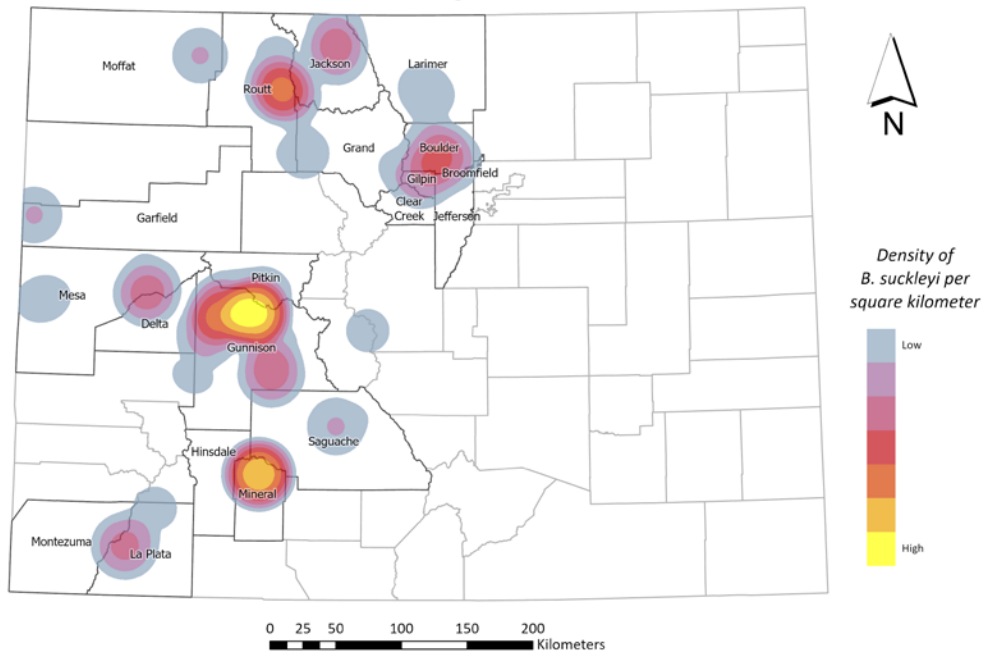 Moffat
Routt
Jackson
Larimer
Grand
Boulder
Broomfield
Gilpin
Clear
Creek
Jefferson
Garfield
Mesa
Delta
Pitkin
Gunnison
Saguache
Hinsdale
Mineral
Montezuma
La Plata
N
Density of
B. suckleyi per
square kilometer
Low
High
0 25 50 100 150 200
Kilometers